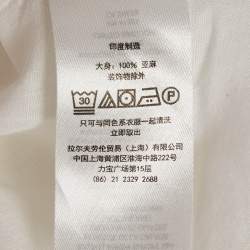 印度制造
大身：100% 亚麻
装饰物除外
30 P
只可与同色系衣服一起清洗
立即取出
拉尔夫劳伦贸易（上海）有限公司
中国上海黄浦区淮海中路222号
力宝广场第15层
(86) 21 2329 2688